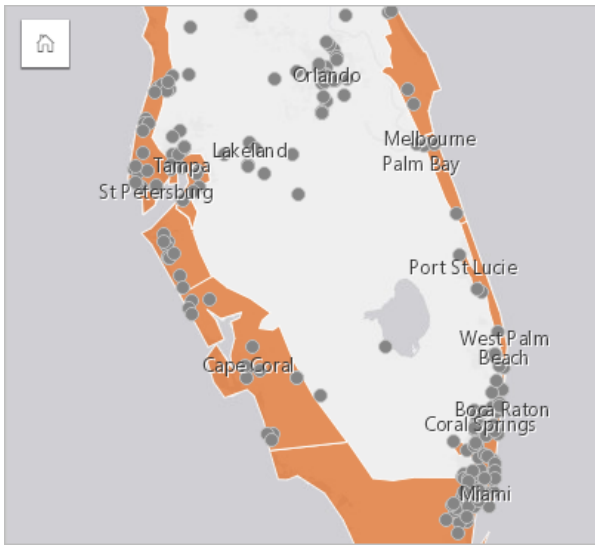 Orlando
Melbourne
Lakeland
Palm Bay
Tampa
St Petersburg
Port St Lucie
West Palm
Beach
Cape Coral
Boca Raton
Coral Springs
Miami